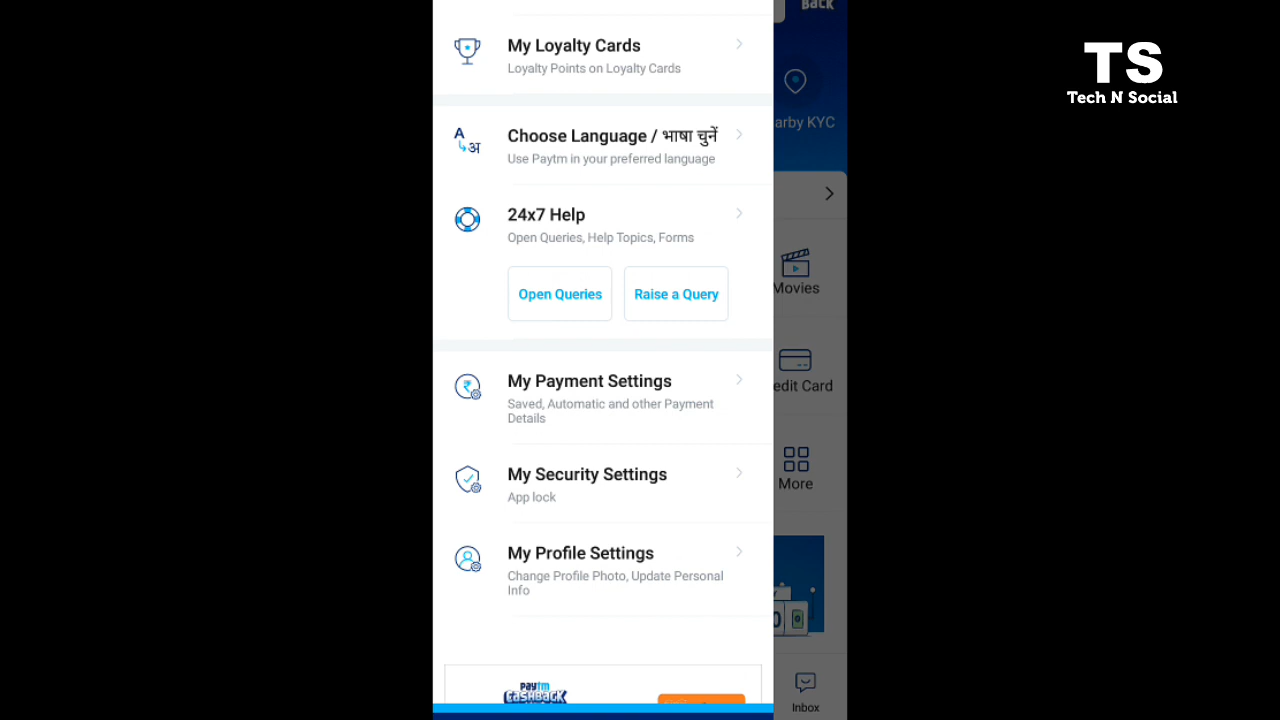 BACK
TS
Tech N Social
My Loyalty Cards
Loyalty Points on Loyalty Cards
arby KYC
Choose Language / भाषा चुनें
Use Paytm in your preferred language
24x7 Help
Open Queries, Help Topics, Forms
Open Queries
Raise a Query
Movies
My Payment Settings
Saved, Automatic and other Payment
Details
edit Card
My Security Settings
App lock
More
My Profile Settings
Change Profile Photo, Update Personal
Info
paytm
CASHBACK
Inbox